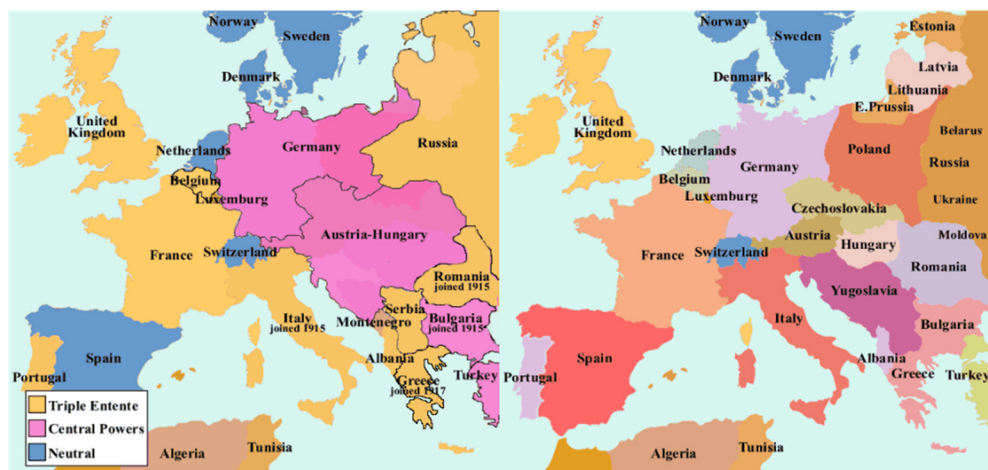 Norway
Sweden
Denmark
United
Kingdom
Netherlands
Belgium
Luxemburg
Germany
Russia
France
Switzerland
Austria-Hungary
Romania
joined 1915
Serbia
Montenegro
Bulgaria
joined 1915
Italy
joined 1915
Albania
Greece
joined 1917
Turkey
Spain
Portugal
Algeria
Tunisia
Triple Entente
Central Powers
Neutral
Norway
Sweden
Denmark
Estonia
Latvia
Lithuania
E.Prussia
United
Kingdom
Netherlands
Belgium
Luxemburg
Germany
Poland
Belarus
Russia
Ukraine
Czechoslovakia
France
Switzerland
Austria
Hungary
Moldova
Romania
Yugoslavia
Italy
Bulgaria
Albania
Greece
Turkey
Spain
Portugal
Algeria
Tunisia